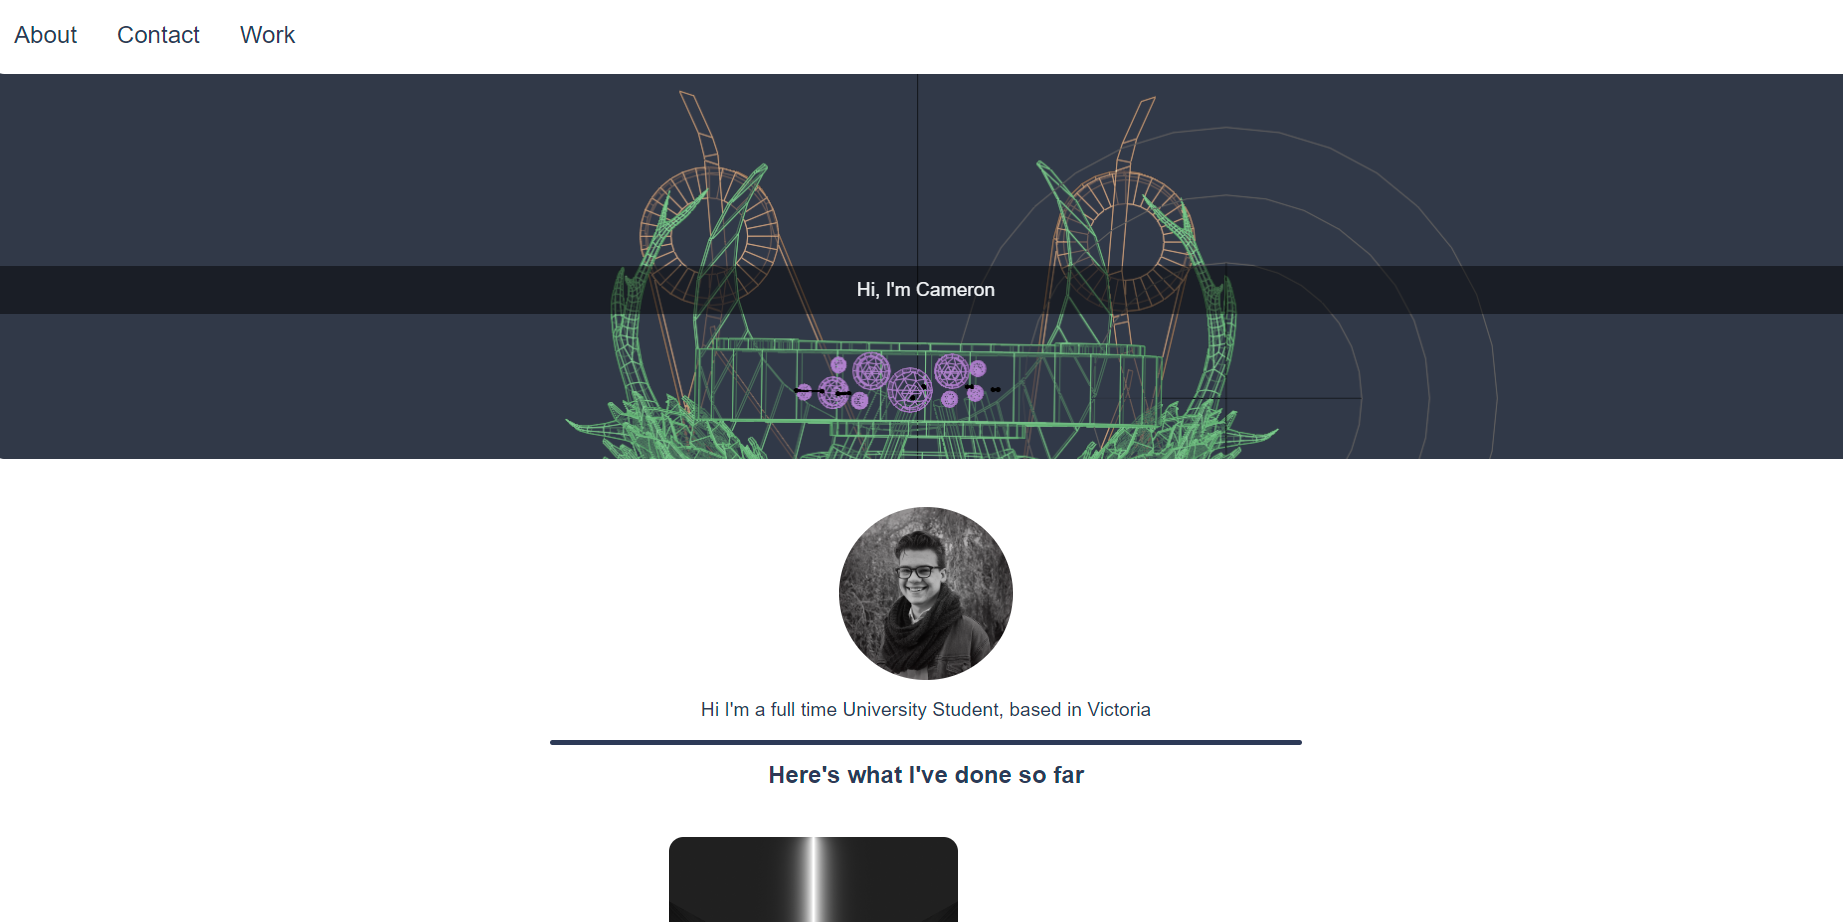 About Contact Work
Hi, I'm Cameron
Hi I'm a full time University Student, based in Victoria
Here's what I've done so far